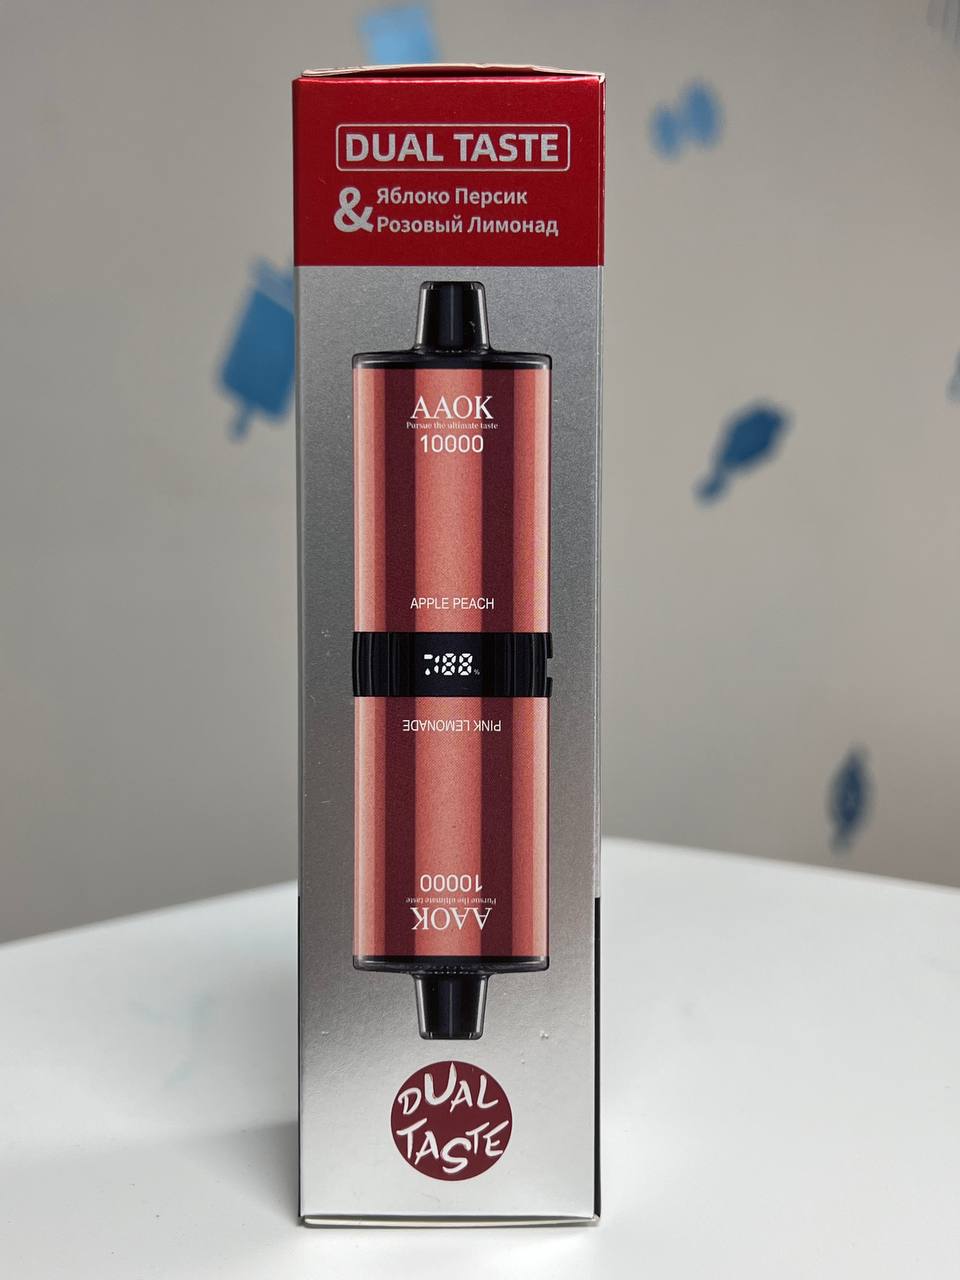 DUAL TASTE
& Яблоко Персик
Розовый Лимонад
AAOK
Pursue the ultimate taste
10000
APPLE PEACH
188%
PINK LEMONADE
10000
Pursue the ultimate taste
AAOK
DUAL
TASTE